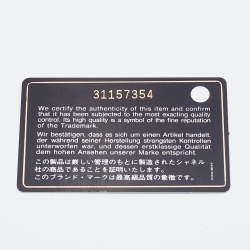 31157354
We certify the authenticity of this item and confirm
that it has been subjected to the most exacting quality
control. Its high quality is a symbol of the fine reputation
of the Trademark.
Wir bestätigen, dass es sich um einen Artikel handelt,
der während seiner Herstellung strengsten Kontrollen
unterworfen war, und dessen erstklassige Qualität
dem hohen Ansehen unserer Marke entspricht.
この製品は厳しい管理のもとに製造されたシャネル
社の商品であることを証明します。
このブランド・マークは最高級品質の象徴です。